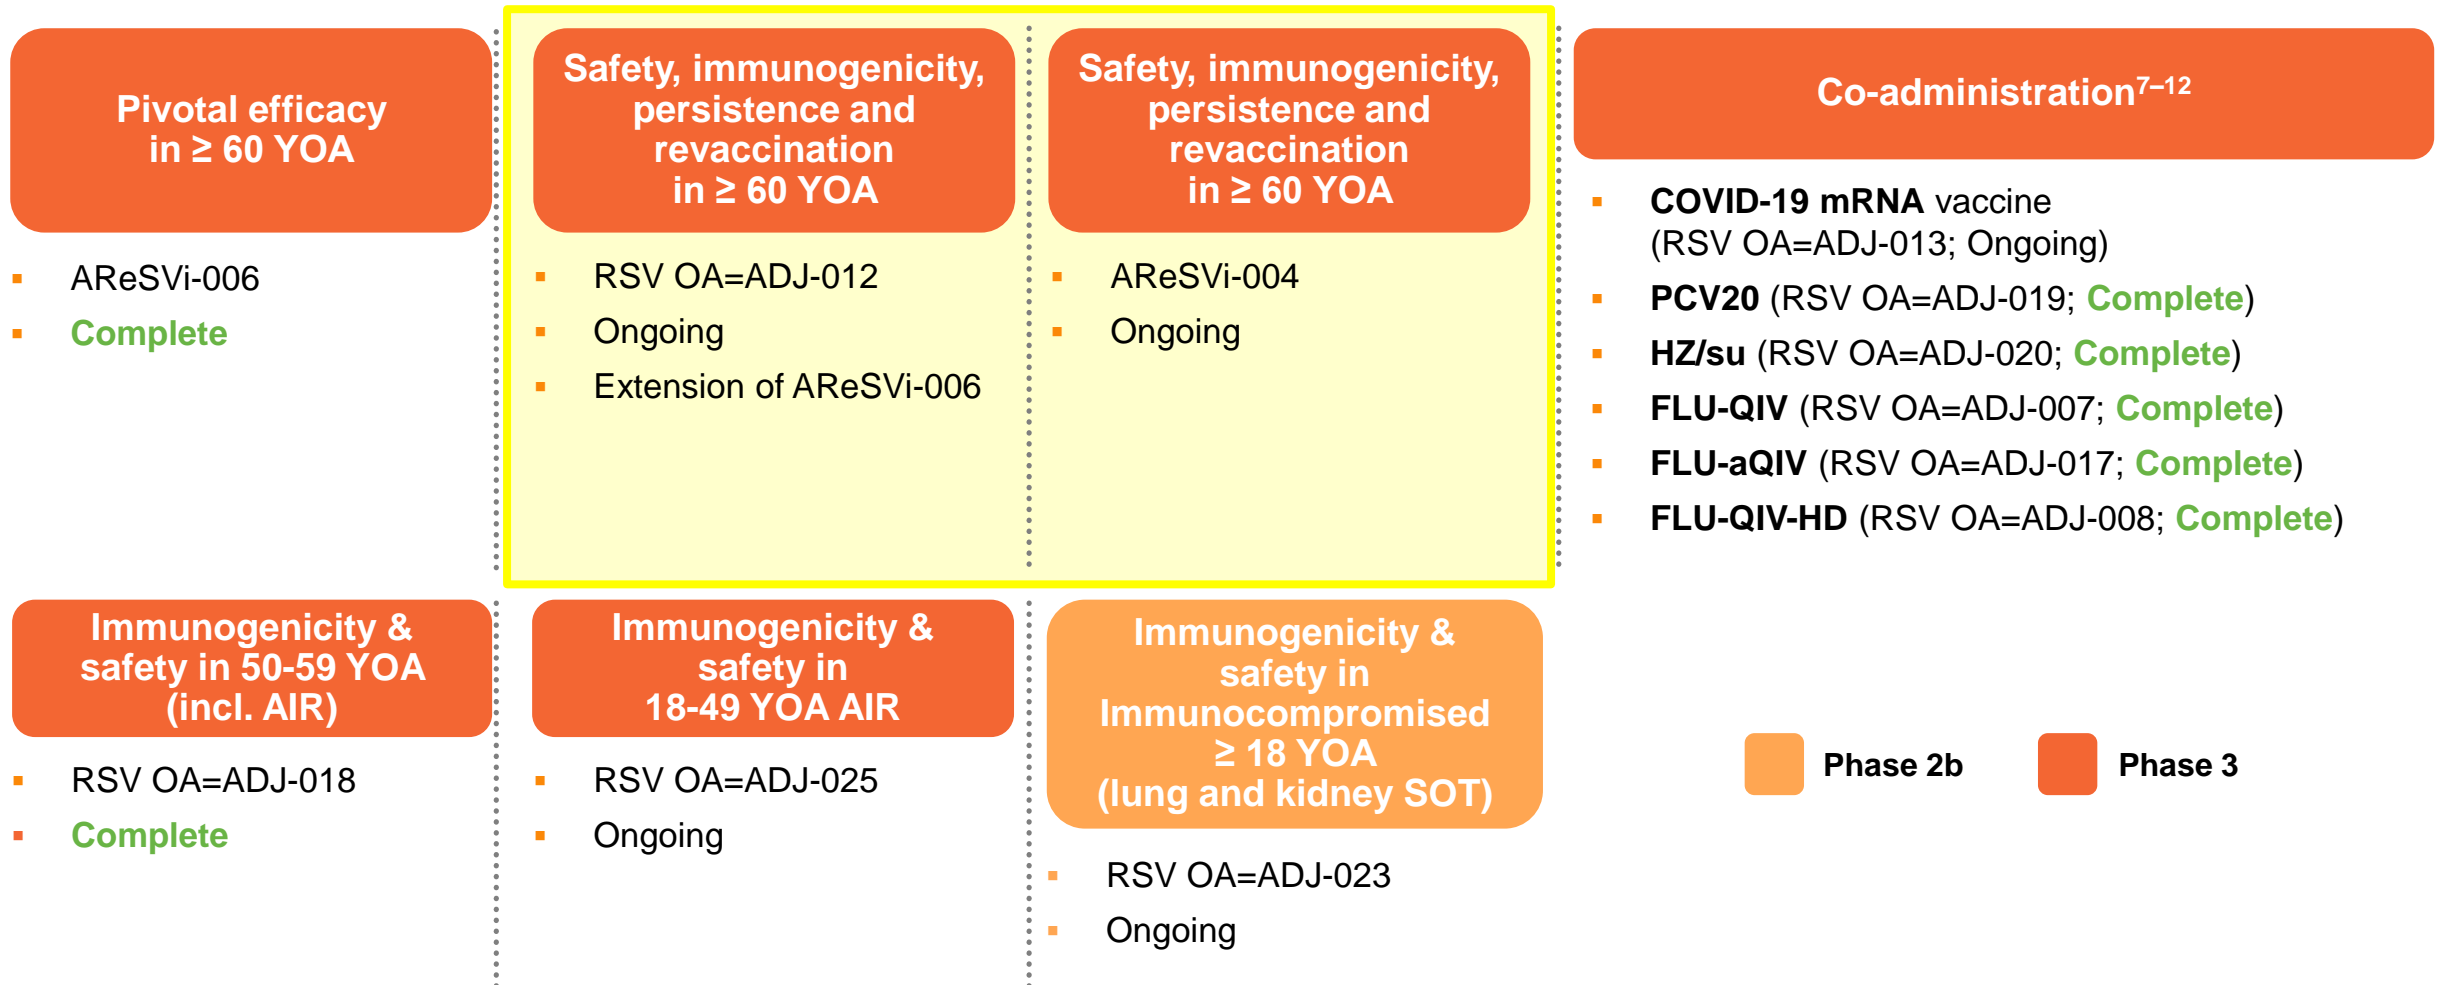 Pivotal efficacy
in ≥ 60 YOA
▪ AReSVi-006
▪ Complete
Safety, immunogenicity,
persistence and
revaccination
in ≥ 60 YOA
▪ RSV OA=ADJ-012
▪ Ongoing
▪ Extension of AReSVi-006
Safety, immunogenicity,
persistence and
revaccination
in ≥ 60 YOA
▪ AReSVi-004
▪ Ongoing
Co-administration⁷⁻¹²
▪ COVID-19 mRNA vaccine
(RSV OA=ADJ-013; Ongoing)
▪ PCV20 (RSV OA=ADJ-019; Complete)
▪ HZ/su (RSV OA=ADJ-020; Complete)
▪ FLU-QIV (RSV OA=ADJ-007; Complete)
▪ FLU-aQIV (RSV OA=ADJ-017; Complete)
▪ FLU-QIV-HD (RSV OA=ADJ-008; Complete)
Immunogenicity &
safety in 50-59 YOA
(incl. AIR)
▪ RSV OA=ADJ-018
▪ Complete
Immunogenicity &
safety in
18-49 YOA AIR
▪ RSV OA=ADJ-025
▪ Ongoing
Immunogenicity &
safety in
Immunocompromised
≥ 18 YOA
(lung and kidney SOT)
▪ RSV OA=ADJ-023
▪ Ongoing
Phase 2b
Phase 3